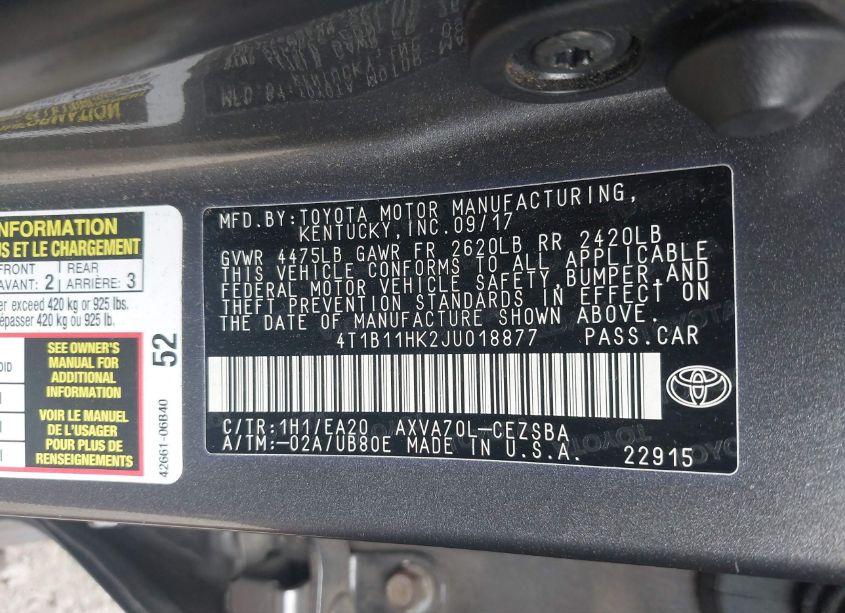 INFORMATION
US ET LE CHARGEMENT
FRONT
AVANT: 2
REAR
ARRIÈRE: 3
exceed 420 kg or 925 lbs.
420 kg ou 925 lb.
SEE OWNER'S
MANUAL FOR
ADDITIONAL
INFORMATION
VOIR LE MANUEL
DE L'USAGER
POUR PLUS DE
RENSEIGNEMENTS
52
42661-06B40
MFD.BY:TOYOTA MOTOR MANUFACTURING,
KENTUCKY,INC.09/17
GVWR 4475LB GAWR FR 2620LB RR 2420LB
THIS VEHICLE CONFORMS TO ALL APPLICABLE
FEDERAL MOTOR VEHICLE SAFETY,BUMPER,AND
THEFT PREVENTION STANDARDS IN EFFECT ON
THE DATE OF MANUFACTURE SHOWN ABOVE.
4T1B11HK2JU018877 PASS.CAR
C/TR:1H1/EA20 AXVA70L-CEZSBA
A/TM:-02A/UB80E MADE IN U.S.A.
22915